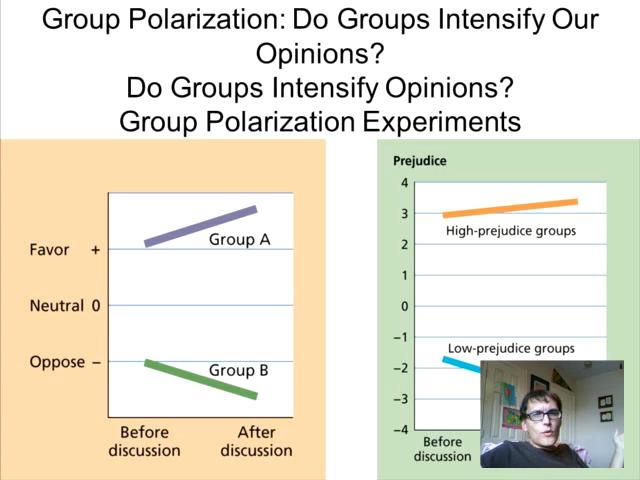 Group Polarization: Do Groups Intensify Our
Opinions?
Do Groups Intensify Opinions?
Group Polarization Experiments
Favor +
Neutral 0
Oppose –
Group A
Group B
Before
discussion
After
discussion
Prejudice
4
3
2
1
0
–1
–2
–3
–4
High-prejudice groups
Low-prejudice groups
Before
discussion